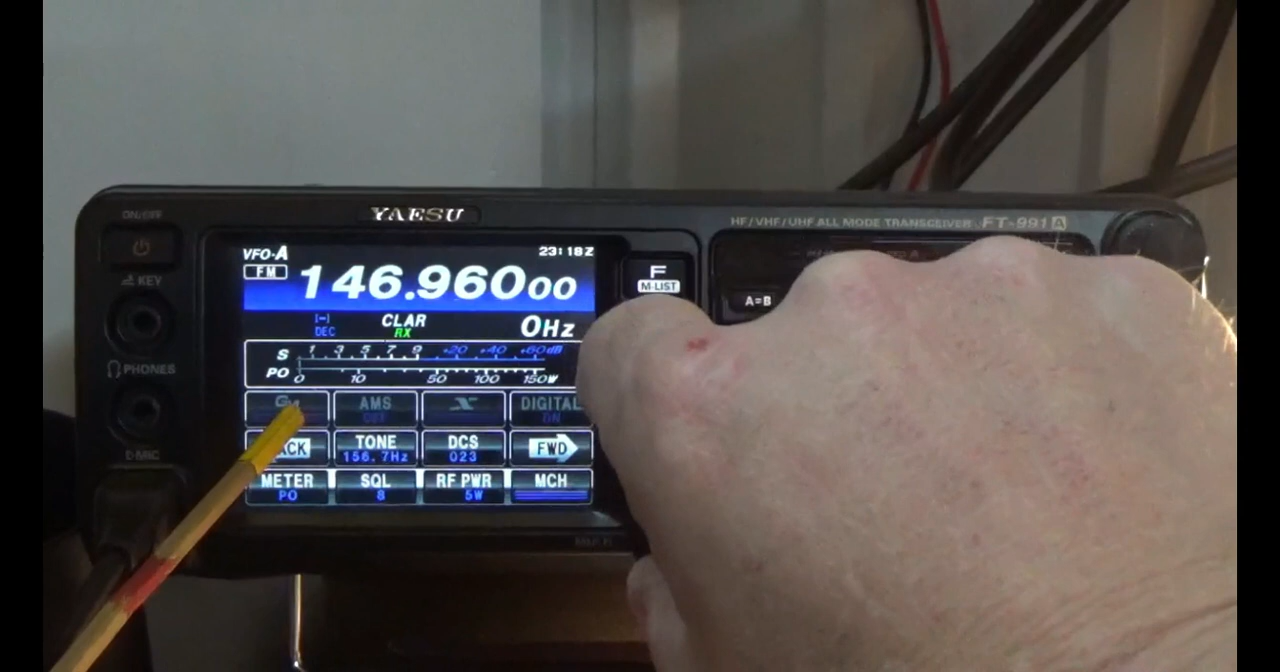 ON/OFF
YAESU
HF/VHF/UHF ALL MODE TRANSCEIVER FT-991A
KEY
PHONES
VFO-A
23:18Z
FM
146.96000
[-]
DEC
CLAR
RX
0Hz
F
M-LIST
A=B
S 1 3 5 7 9 +20 +40 +60dB
PO 0 10 50 100 150W
AMS
DIGITAL
TONE
156.7Hz
DCS
023
FWD
METER
PO
SQL
8
RF PWR
5W
MCH